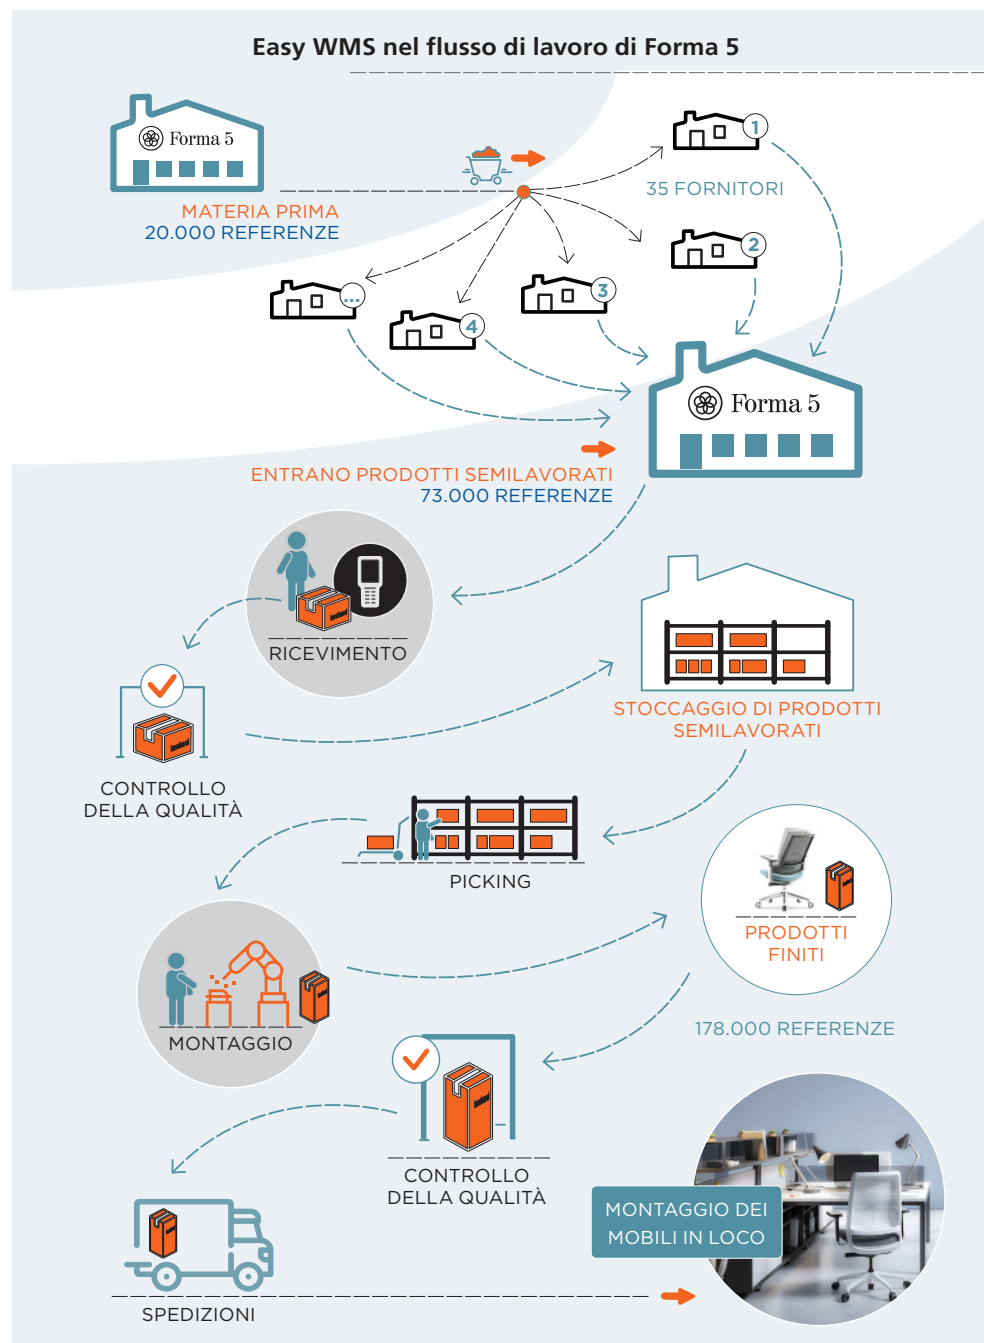 Easy WMS nel flusso di lavoro di Forma 5
Forma 5
1
MATERIA PRIMA
20.000 REFERENZE
35 FORNITORI
2
3
...
4
Forma 5
ENTRANO PRODOTTI SEMILAVORATI
73.000 REFERENZE
RICEVIMENTO
STOCCAGGIO DI PRODOTTI
SEMILAVORATI
CONTROLLO
DELLA QUALITÀ
PICKING
PRODOTTI
FINITI
178.000 REFERENZE
MONTAGGIO
CONTROLLO
DELLA QUALITÀ
MONTAGGIO DEI
MOBILI IN LOCO
SPEDIZIONI